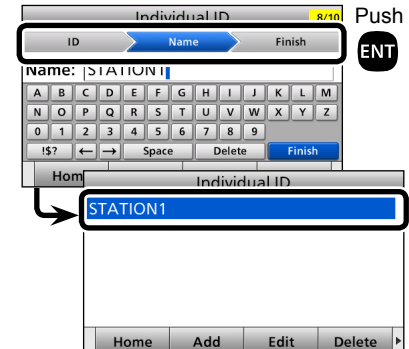 Individual ID 8/10 Push
ID Name Finish ENT
Name: STATION1
A B C D E F G H I J K L M
N O P Q R S T U V W X Y Z
0 1 2 3 4 5 6 7 8 9
!$? ← → Space Delete Finish
Hom
Individual ID
STATION1
Home Add Edit Delete